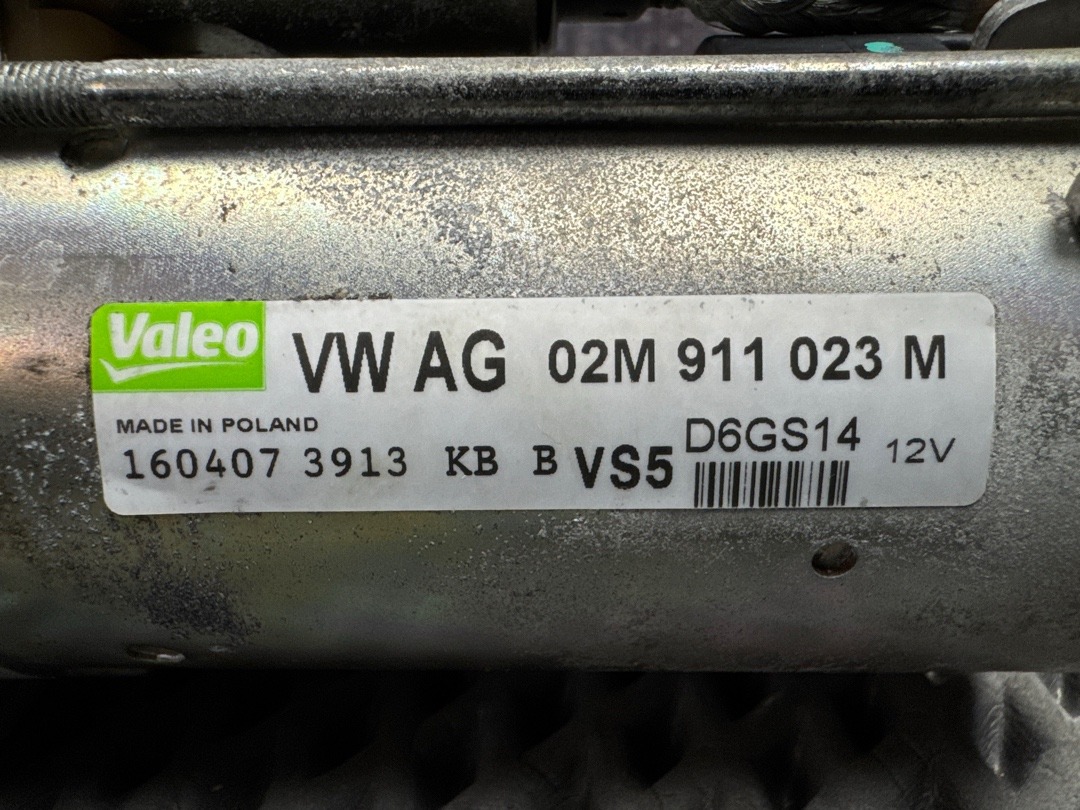 Valeo VW AG 02M 911 023 M
MADE IN POLAND
160407 3913 KB B VS5 D6GS14 12V